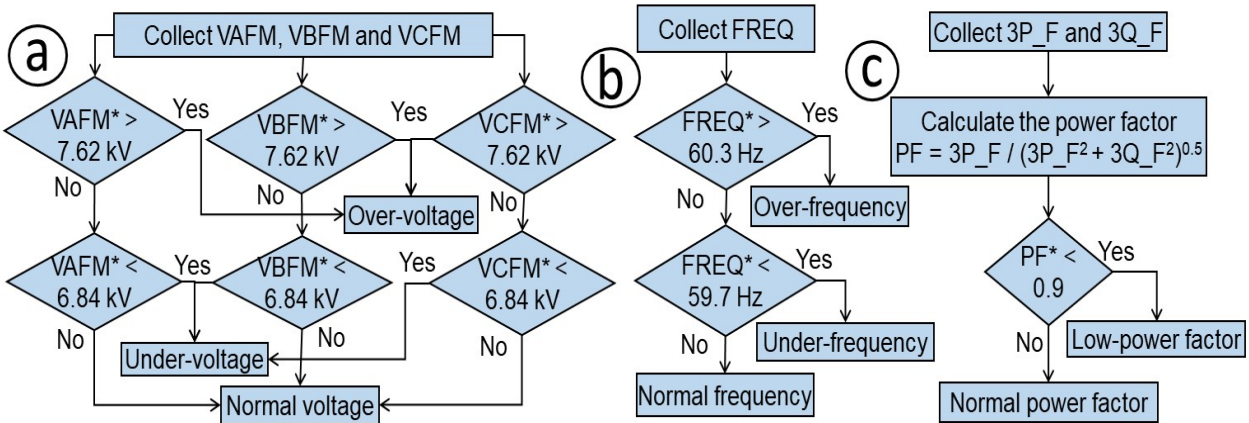 a
Collect VAFM, VBFM and VCFM
VAFM* >
7.62 kV
Yes
No
VBFM* >
7.62 kV
Yes
No
VCFM* >
7.62 kV
No
Over-voltage
VAFM* <
6.84 kV
Yes
No
VBFM* <
6.84 kV
No
VCFM* <
6.84 kV
Yes
No
Under-voltage
Normal voltage
b
Collect FREQ
FREQ* >
60.3 Hz
Yes
No
Over-frequency
FREQ* <
59.7 Hz
Yes
No
Under-frequency
Normal frequency
c
Collect 3P_F and 3Q_F
Calculate the power factor
PF = 3P_F / (3P_F² + 3Q_F²)⁰·⁵
PF* <
0.9
Yes
No
Low-power factor
Normal power factor